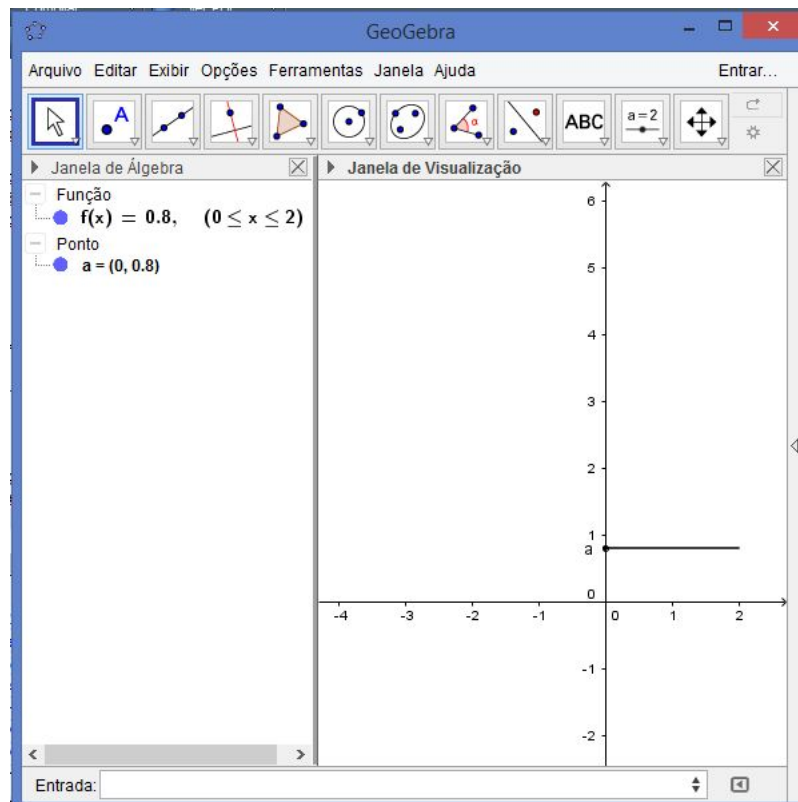 GeoGebra
Arquivo Editar Exibir Opções Ferramentas Janela Ajuda Entrar...
A ABC a=2
Janela de Álgebra
Função
f(x) = 0.8, (0 ≤ x ≤ 2)
Ponto
a = (0, 0.8)
Janela de Visualização
6
5
4
3
2
1
a
0
-4 -3 -2 -1 0 1 2
-1
-2
Entrada: